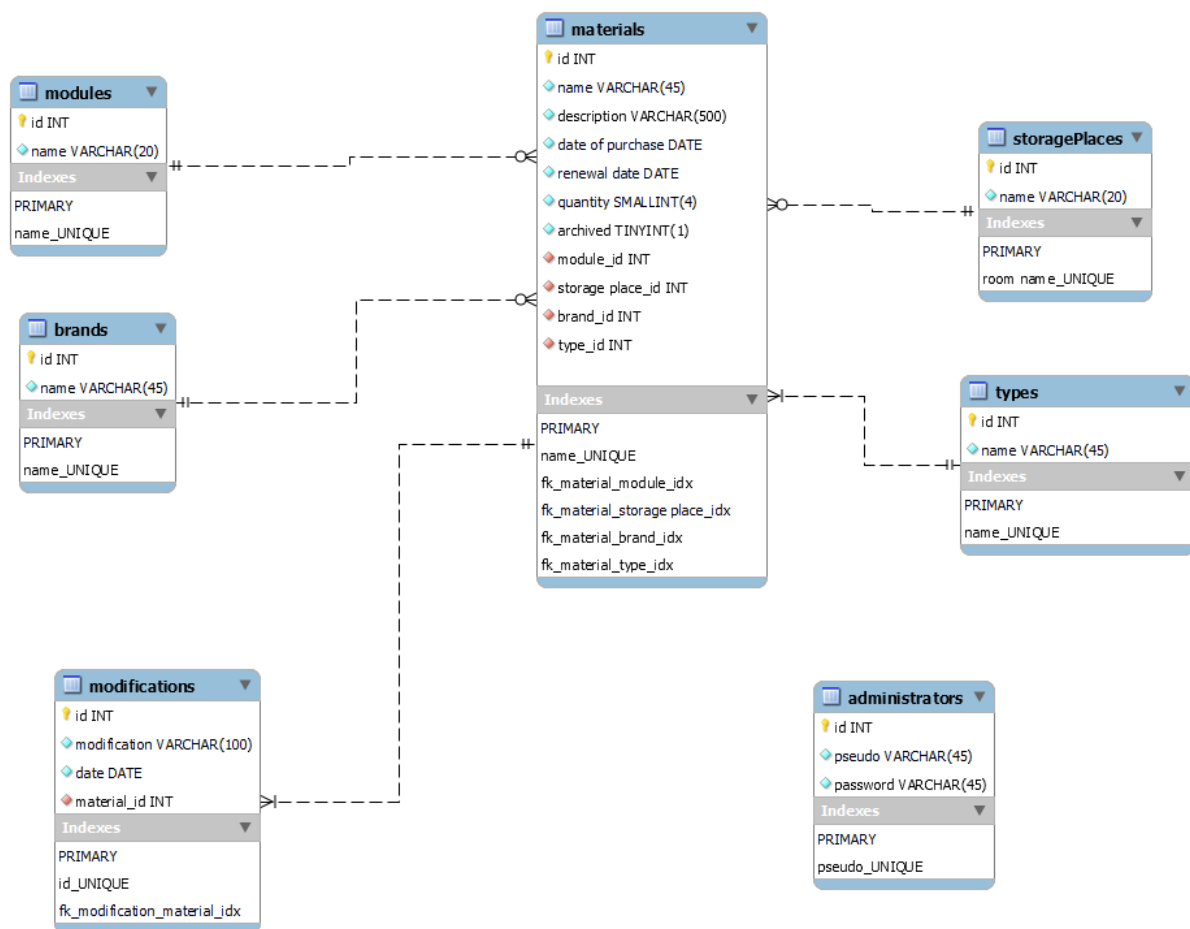 materials
id INT
name VARCHAR(45)
description VARCHAR(500)
date of purchase DATE
renewal date DATE
quantity SMALLINT(4)
archived TINYINT(1)
module_id INT
storage place_id INT
brand_id INT
type_id INT
Indexes
PRIMARY
name_UNIQUE
fk_material_module_idx
fk_material_storage place_idx
fk_material_brand_idx
fk_material_type_idx
modules
id INT
name VARCHAR(20)
Indexes
PRIMARY
name_UNIQUE
storagePlaces
id INT
name VARCHAR(20)
Indexes
PRIMARY
room name_UNIQUE
brands
id INT
name VARCHAR(45)
Indexes
PRIMARY
name_UNIQUE
types
id INT
name VARCHAR(45)
Indexes
PRIMARY
name_UNIQUE
modifications
id INT
modification VARCHAR(100)
date DATE
material_id INT
Indexes
PRIMARY
id_UNIQUE
fk_modification_material_idx
administrators
id INT
pseudo VARCHAR(45)
password VARCHAR(45)
Indexes
PRIMARY
pseudo_UNIQUE